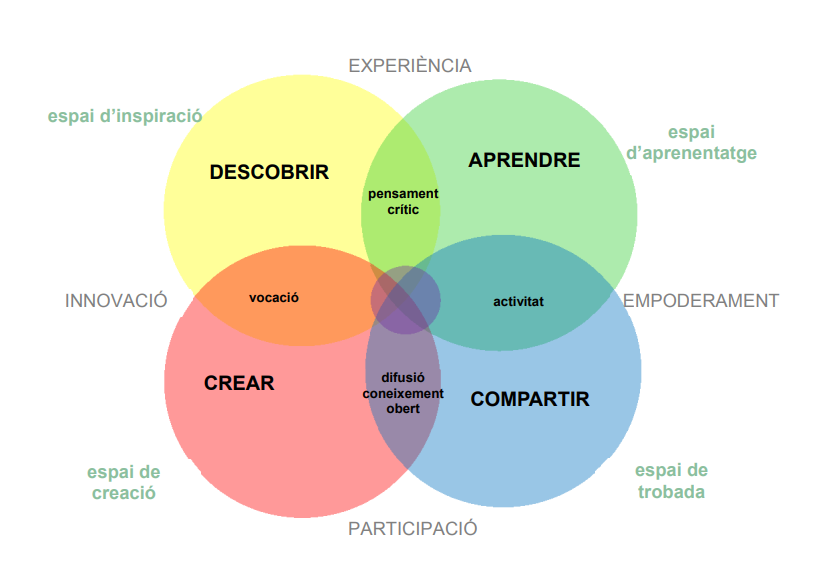 EXPERIÈNCIA
espai d'inspiració
espai
d'aprenentatge
DESCOBRIR
APRENDRE
pensament
crític
INNOVACIÓ
vocació
activitat
EMPODERAMENT
CREAR
difusió
coneixement
obert
COMPARTIR
espai de
creació
espai de
trobada
PARTICIPACIÓ